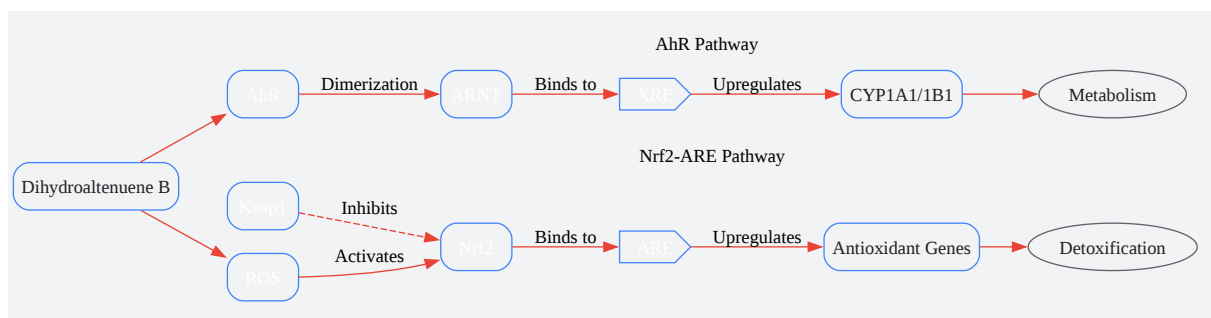 AhR Pathway
AhR
Dimerization
ARNT
Binds to
XRE
Upregulates
CYP1A1/1B1
Metabolism
Nrf2-ARE Pathway
Dihydroaltenuene B
Keap1
Inhibits
Activates
ROS
Nrf2
Binds to
ARE
Upregulates
Antioxidant Genes
Detoxification